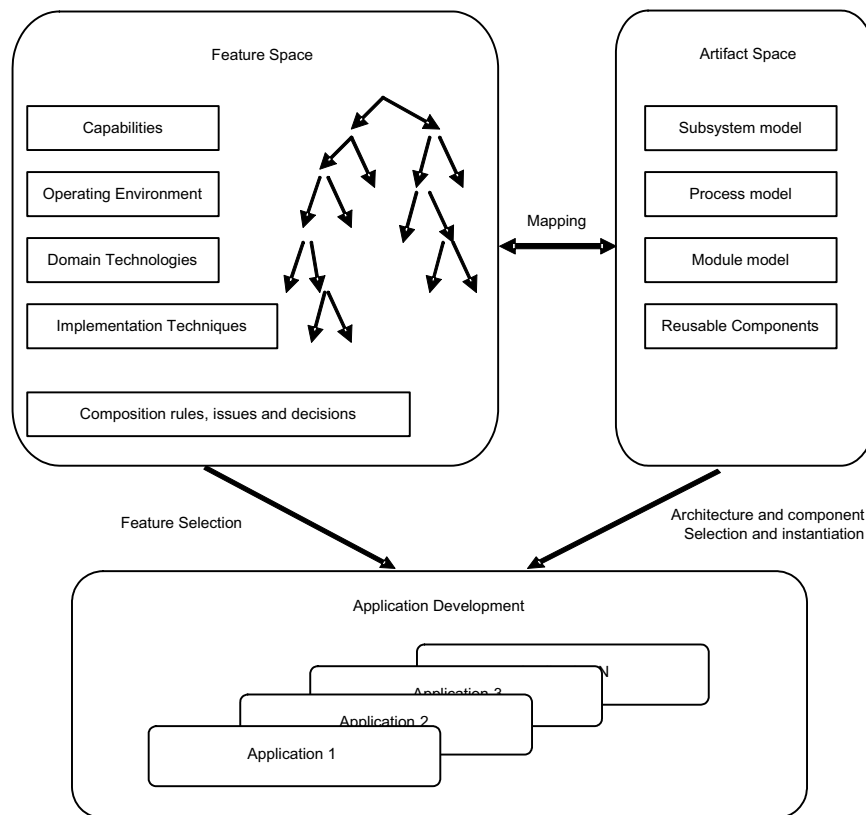 Feature Space
Capabilities
Operating Environment
Domain Technologies
Implementation Techniques
Composition rules, issues and decisions
Mapping
Artifact Space
Subsystem model
Process model
Module model
Reusable Components
Feature Selection
Architecture and component
Selection and instantiation
Application Development
N
Application 3
Application 2
Application 1